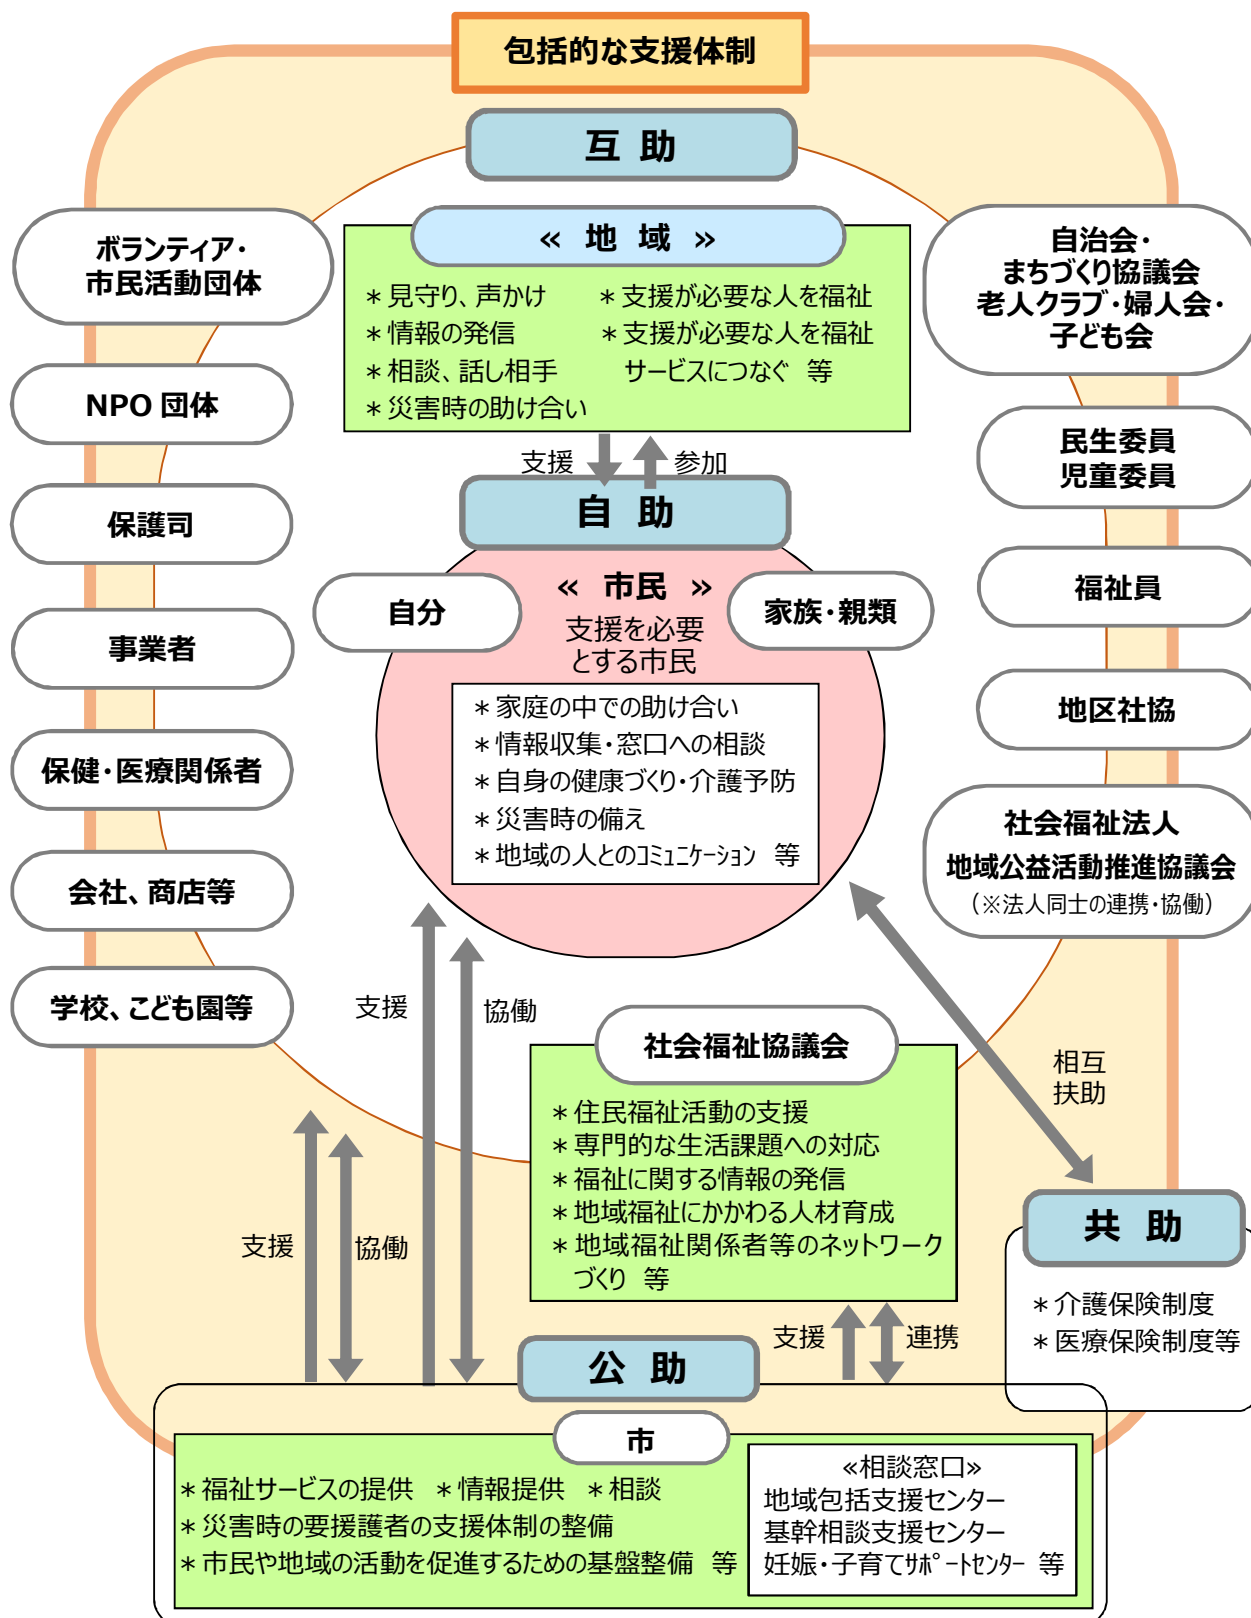 包括的な支援体制
互 助
≪ 地 域 ≫
＊見守り、声かけ
＊情報の発信
＊相談、話し相手
＊災害時の助け合い
＊支援が必要な人を福祉
＊支援が必要な人を福祉
サービスにつなぐ 等
ボランティア・
市民活動団体
NPO 団体
保護司
事業者
保健・医療関係者
会社、商店等
学校、こども園等
自治会・
まちづくり協議会
老人クラブ・婦人会・
子ども会
民生委員
児童委員
福祉員
地区社協
社会福祉法人
地域公益活動推進協議会
（※法人同士の連携・協働）
支援
参加
自 助
≪ 市民 ≫
自分
家族・親類
支援を必要
とする市民
＊家庭の中での助け合い
＊情報収集・窓口への相談
＊自身の健康づくり・介護予防
＊災害時の備え
＊地域の人とのｺﾐｭﾆｹｰｼｮﾝ 等
支援
協働
社会福祉協議会
＊住民福祉活動の支援
＊専門的な生活課題への対応
＊福祉に関する情報の発信
＊地域福祉にかかわる人材育成
＊地域福祉関係者等のネットワーク
づくり 等
相互
扶助
共 助
＊介護保険制度
＊医療保険制度等
支援
協働
支援
連携
公 助
市
＊福祉サービスの提供 ＊情報提供 ＊相談
＊災害時の要援護者の支援体制の整備
＊市民や地域の活動を促進するための基盤整備 等
≪相談窓口≫
地域包括支援センター
基幹相談支援センター
妊娠・子育てｻﾎﾟｰﾄｾﾝﾀｰ 等